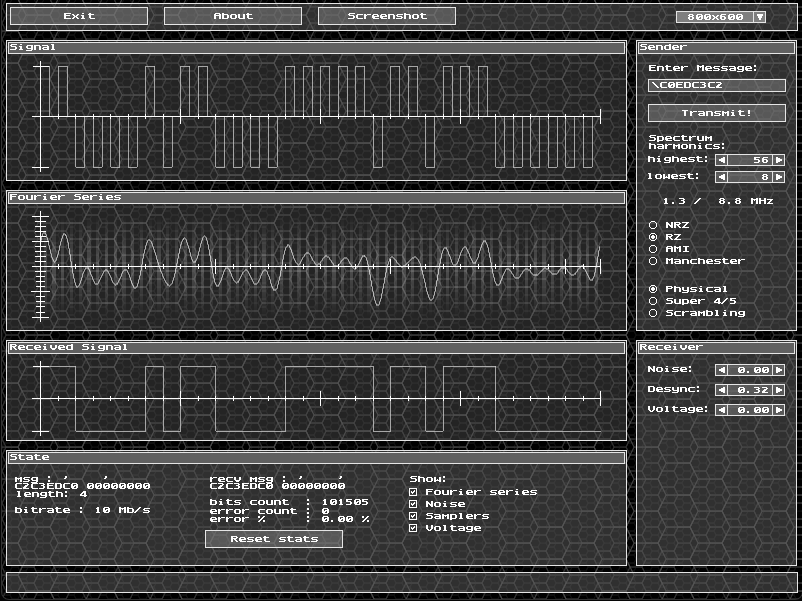 Exit About Screenshot 800x600
Signal
Sender
Enter Message:
\C0EDC3C2
Transmit!
Spectrum
harmonics:
highest: 56
lowest: 8
1.3 / 8.8 MHz
NRZ
RZ
AMI
Manchester
Physical
Super 4/5
Scrambling
Fourier Series
Received Signal
Receiver
Noise: 0.00
Desync: 0.32
Voltage: 0.00
State
msg : ' '
C2C3EDC0 00000000
length: 4
bitrate : 10 Mb/s
recv msg : ' '
C2C3EDC0 00000000
bits count : 101505
error count : 0
error % : 0.00 %
Reset stats
Show:
Fourier series
Noise
Samplers
Voltage